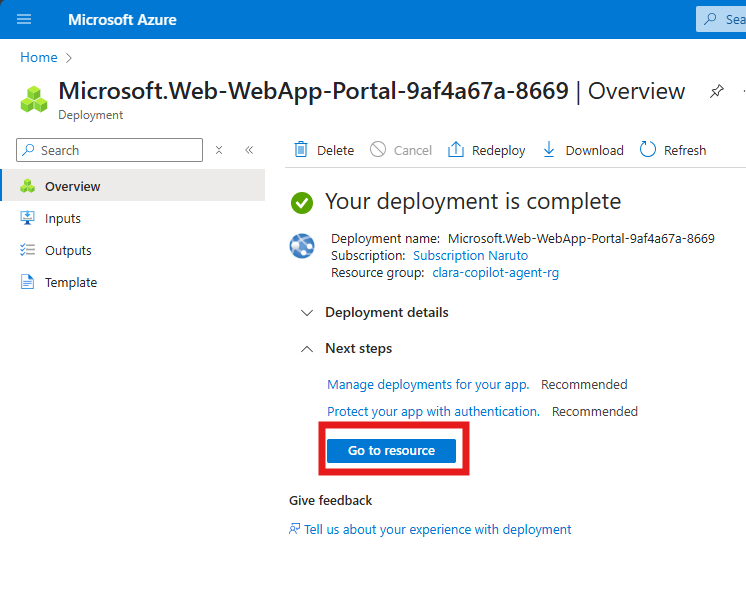 Microsoft Azure
Sea
Home
Microsoft.Web-WebApp-Portal-9af4a67a-8669 | Overview
Deployment
Search
Delete
Cancel
Redeploy
Download
Refresh
Overview
Inputs
Outputs
Template
Your deployment is complete
Deployment name: Microsoft.Web-WebApp-Portal-9af4a67a-8669
Subscription: Subscription Naruto
Resource group: clara-copilot-agent-rg
Deployment details
Next steps
Manage deployments for your app. Recommended
Protect your app with authentication. Recommended
Go to resource
Give feedback
Tell us about your experience with deployment